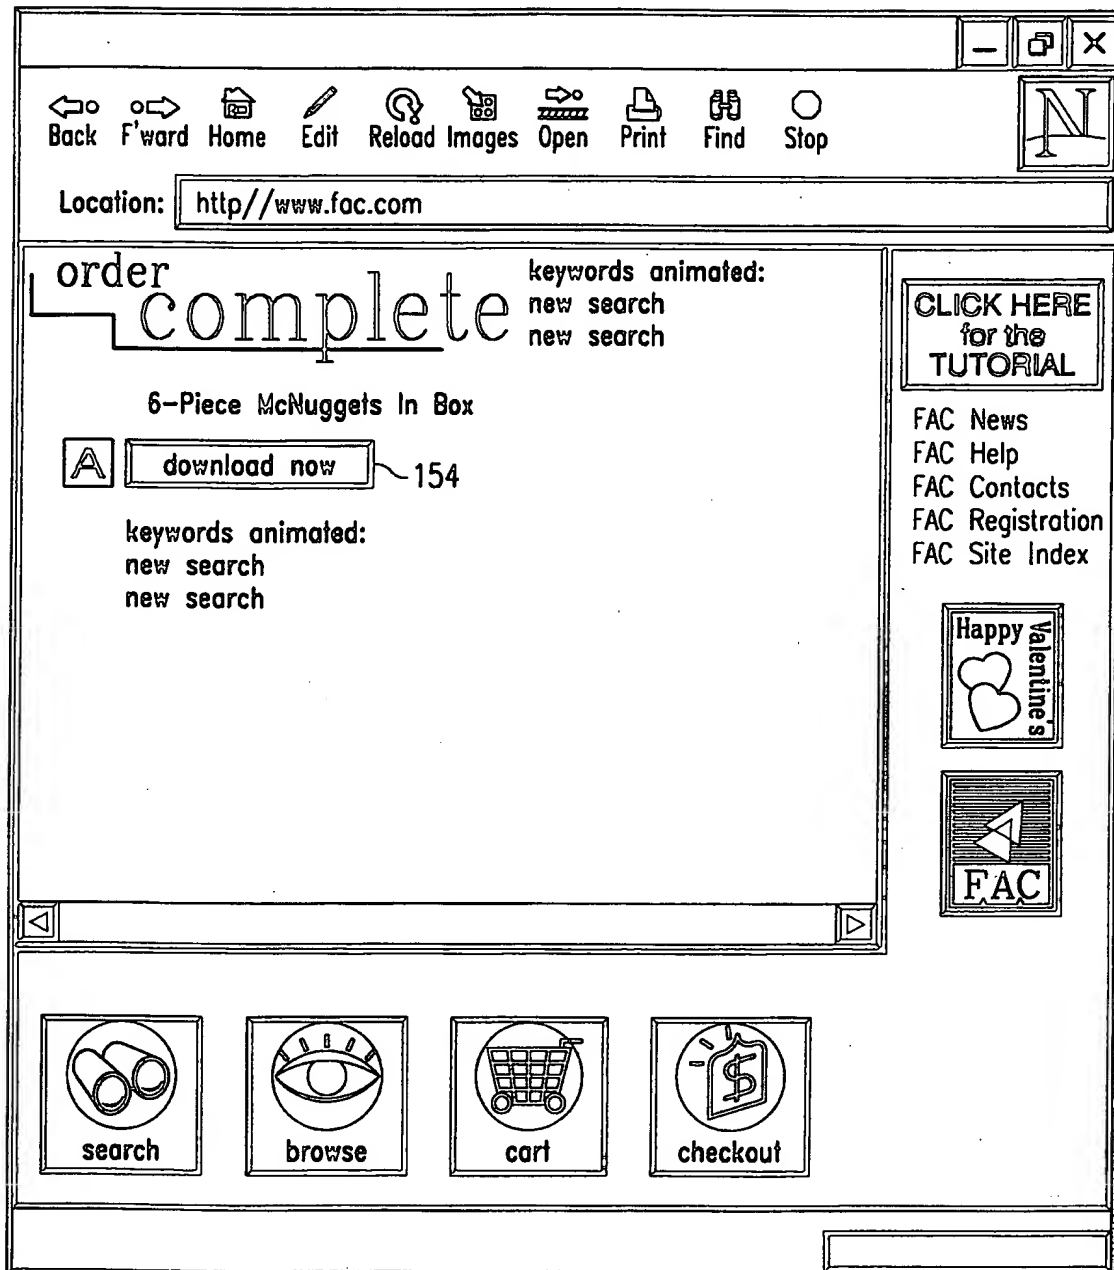 Back F'ward Home Edit Reload Images Open Print Find Stop
N
Location: http//www.fac.com
order
complete
keywords animated:
new search
new search
6-Piece McNuggets In Box
A download now 154
keywords animated:
new search
new search
CLICK HERE
for the
TUTORIAL
FAC News
FAC Help
FAC Contacts
FAC Registration
FAC Site Index
Happy Valentine's
FAC
search browse cart checkout